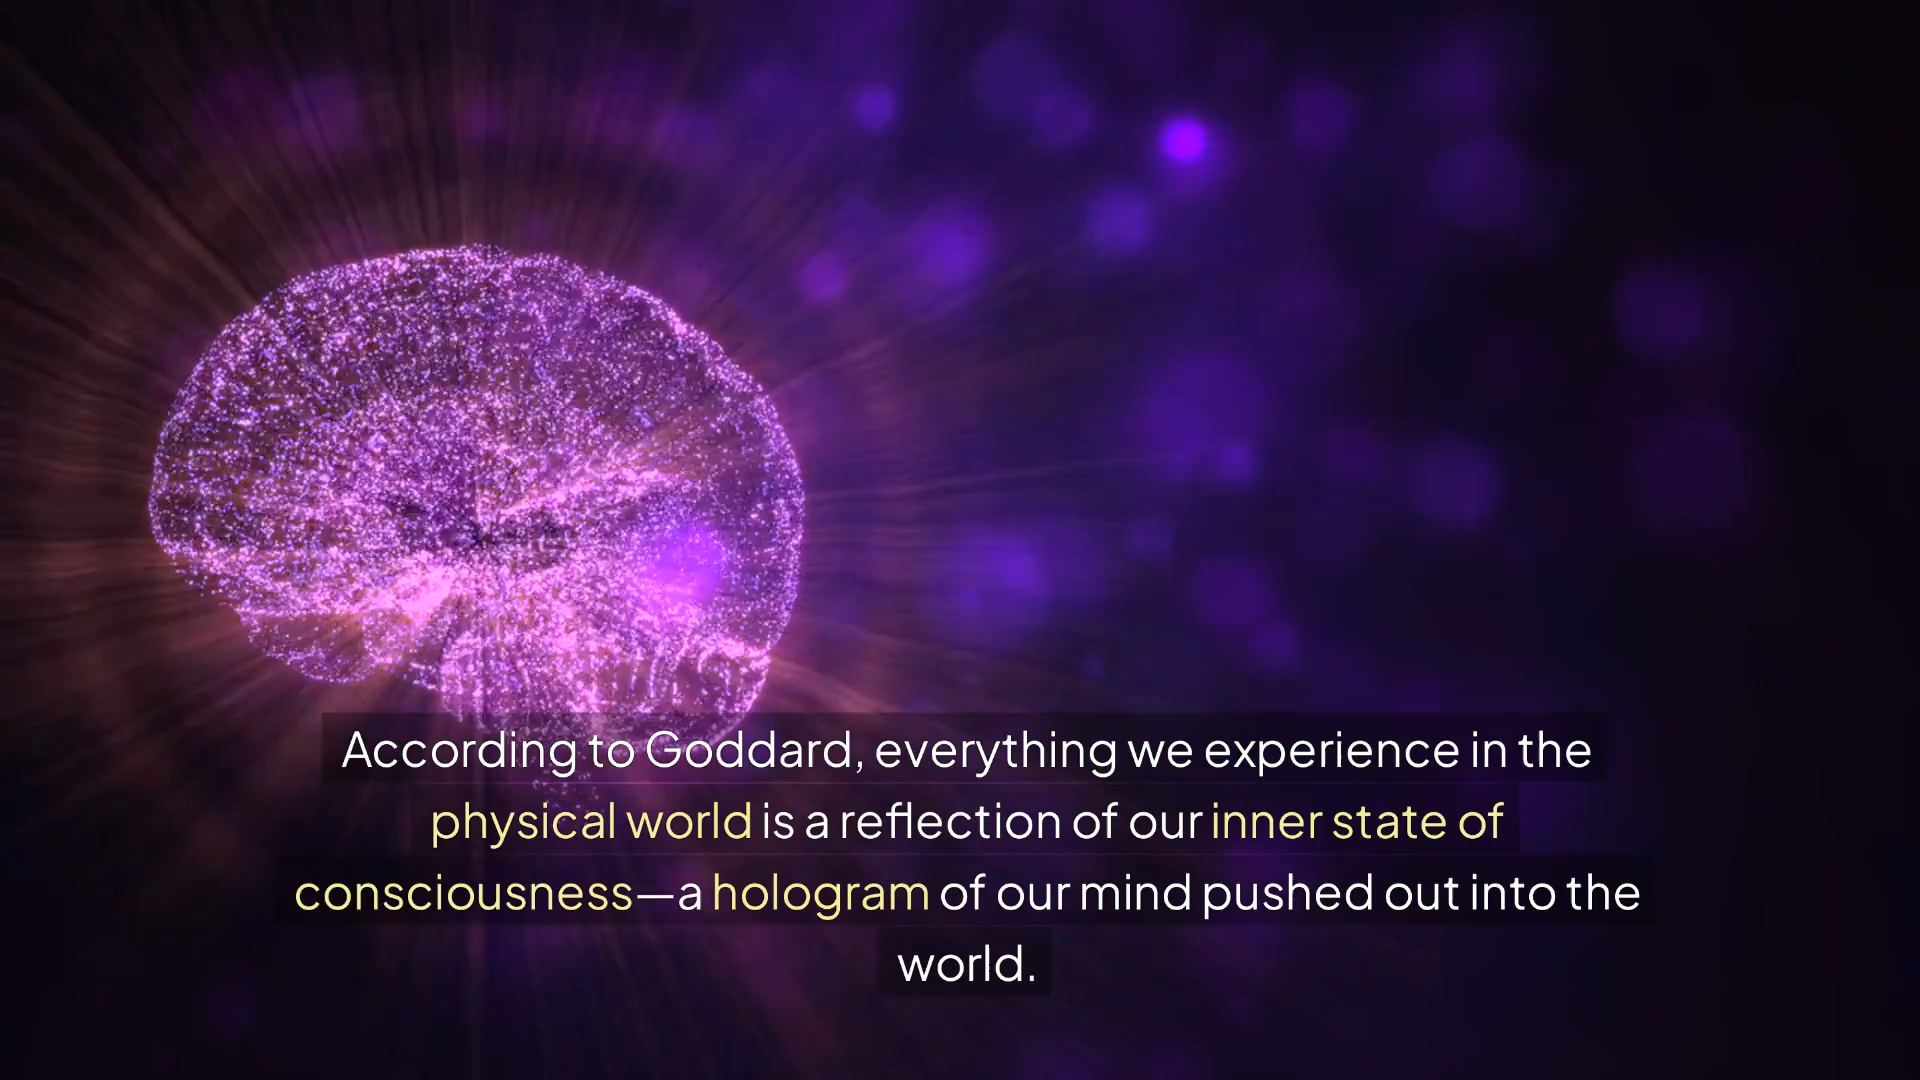 According to Goddard, everything we experience in the
physical world is a reflection of our inner state of
consciousness—a hologram of our mind pushed out into the
world.